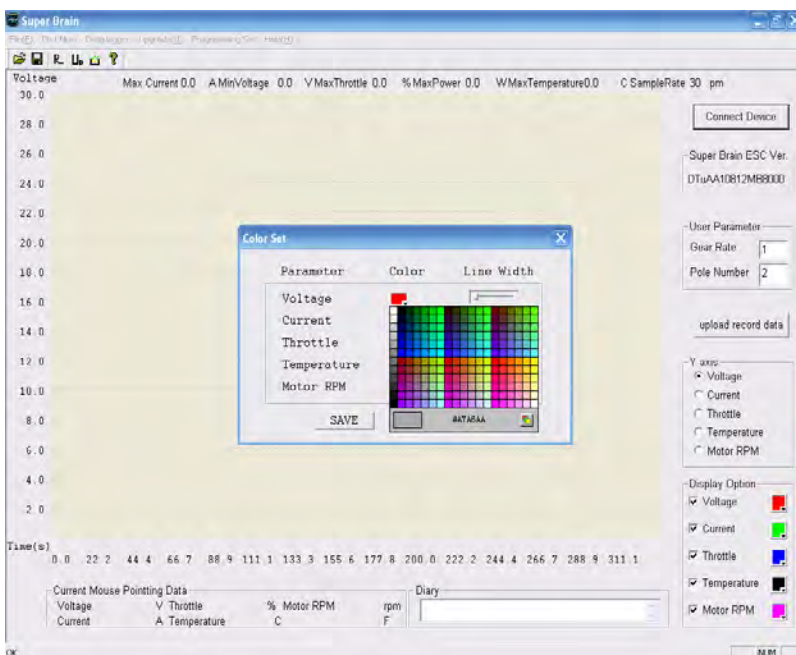 Super Brain
R.. U.
Voltage
Max Current 0.0 A MinVoltage 0.0 V MaxThrottle 0.0 % MaxPower 0.0 W MaxTemperature0.0 C SampleRate 30 pm
30.0
Connect Device
28.0
26.0
Super Brain ESC Ver.
24.0
DTuAA10812MB8000
22.0
User Parameter
20.0
Color Set
Gear Rate 1
18.0
Parameter Color Line Width
Pole Number 2
16.0
Voltage
Current
14.0
upload record data
Throttle
12.0
Temperature
Y axis
Voltage
10.0
Motor RPM
Current
8.0
SAVE
#A7A6AA
Throttle
Temperature
6.0
Motor RPM
4.0
Display Option
2.0
Voltage
Current
Time(s)
0.0 22.2 44.4 66.7 88.9 111.1 133.3 155.6 177.8 200.0 222.2 244.4 266.7 288.9 311.1
Throttle
Current Mouse Pointting Data
Diary
Temperature
Voltage V Throttle % Motor RPM rpm
Motor RPM
Current A Temperature C F
OK
NUM